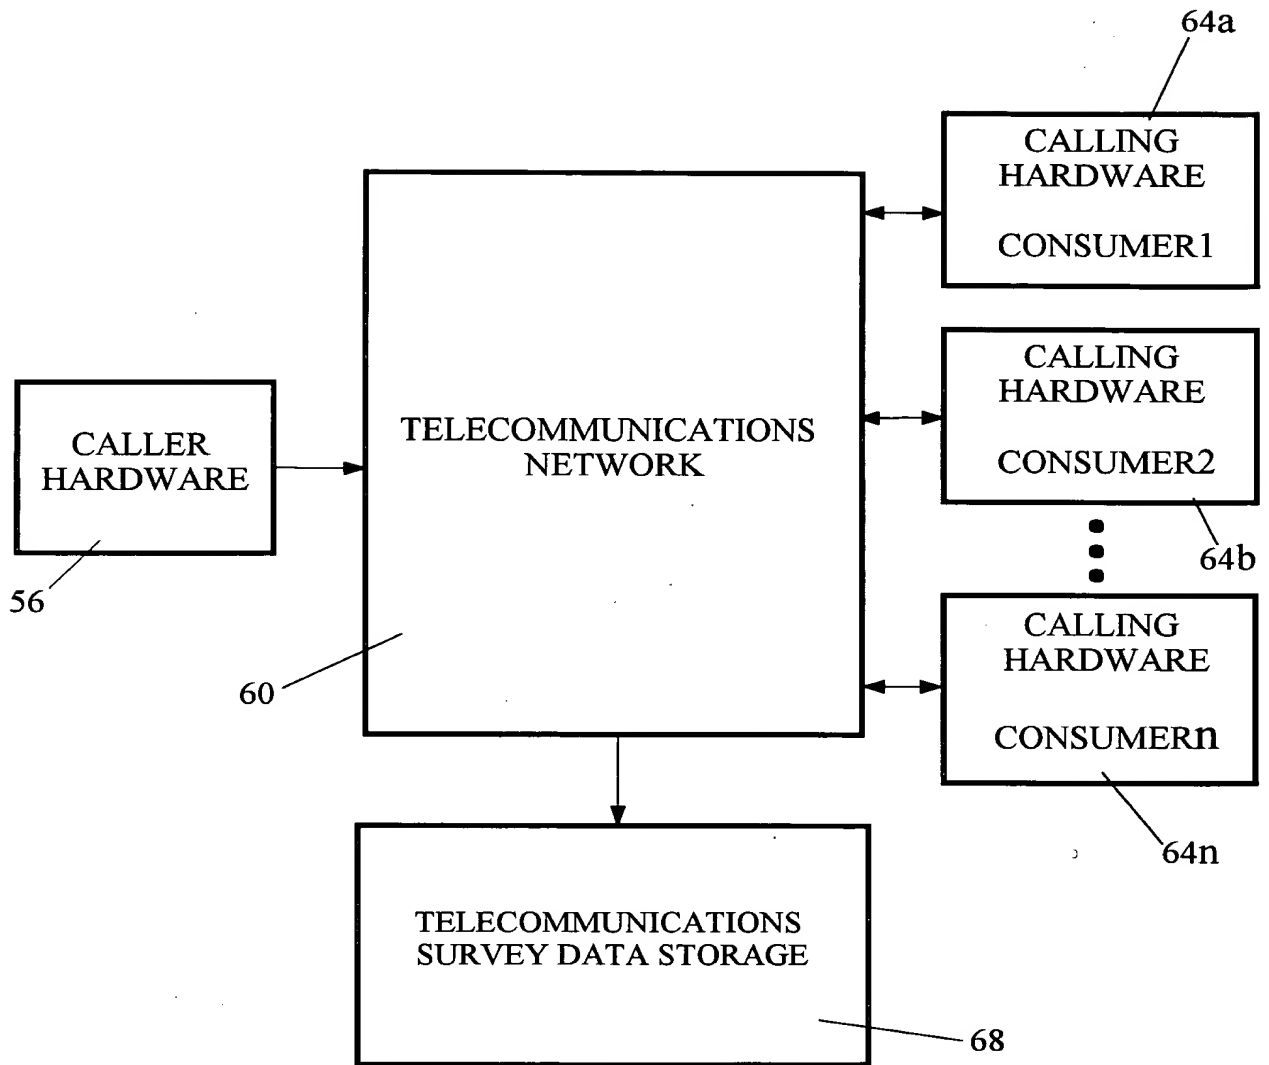 64a
CALLING
HARDWARE
CONSUMER1
CALLING
HARDWARE
CONSUMER2
64b
CALLER
HARDWARE
56
TELECOMMUNICATIONS
NETWORK
60
CALLING
HARDWARE
CONSUMERn
64n
TELECOMMUNICATIONS
SURVEY DATA STORAGE
68